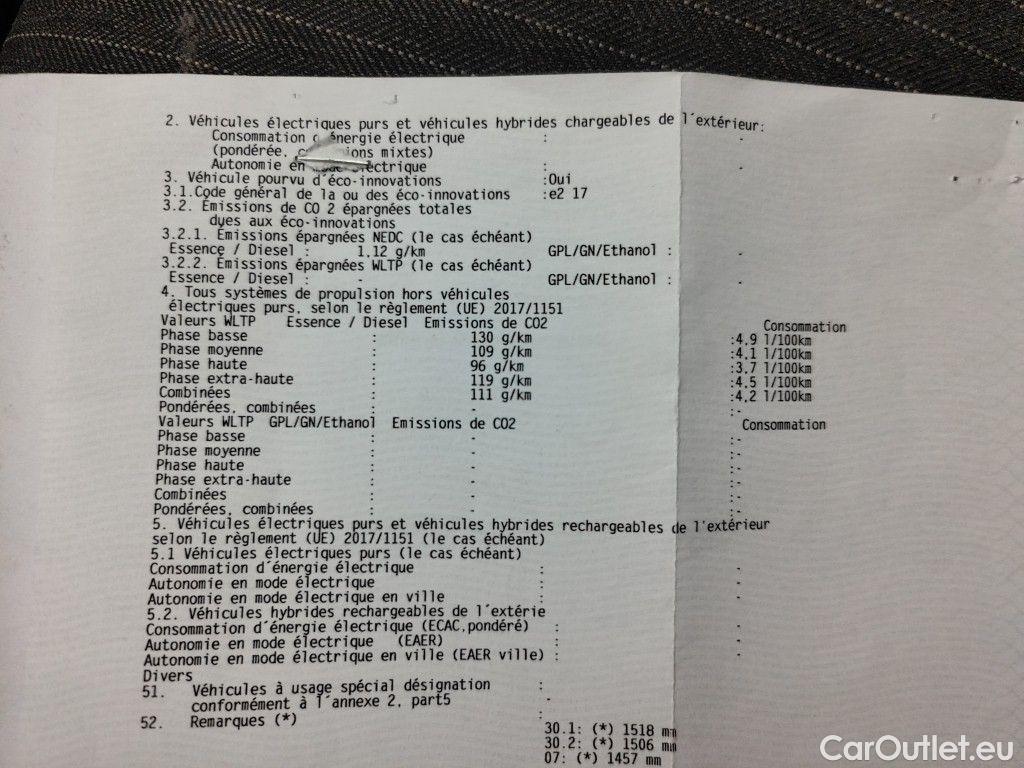 2. Véhicules électriques purs et véhicules hybrides chargeables de l´extérieur:
Consommation énergie électrique : -
(pondérée, ions mixtes)
Autonomie en électrique : -
3. Véhicule pourvu d´éco-innovations :Oui
3.1.Code général de la ou des éco-innovations :e2 17
3.2. Émissions de CO 2 épargnées totales
dues aux éco-innovations
3.2.1. Émissions épargnées NEDC (le cas échéant)
Essence / Diesel : 1,12 g/km GPL/GN/Ethanol : -
3.2.2. Émissions épargnées WLTP (le cas échéant)
Essence / Diesel : - GPL/GN/Ethanol : -
4. Tous systèmes de propulsion hors véhicules
électriques purs, selon le règlement (UE) 2017/1151
Valeurs WLTP Essence / Diesel Emissions de CO2 Consommation
Phase basse : 130 g/km :4,9 l/100km
Phase moyenne : 109 g/km :4,1 l/100km
Phase haute : 96 g/km :3,7 l/100km
Phase extra-haute : 119 g/km :4,5 l/100km
Combinées : 111 g/km :4,2 l/100km
Pondérées, combinées : - :-
Valeurs WLTP GPL/GN/Ethanol Emissions de CO2 Consommation
Phase basse : - :-
Phase moyenne : - :-
Phase haute : - :-
Phase extra-haute : - :-
Combinées : - :-
Pondérées, combinées : - :-
5. Véhicules électriques purs et véhicules hybrides rechargeables de l´extérieur
selon le règlement (UE) 2017/1151 (le cas échéant)
5.1 Véhicules électriques purs (le cas échéant)
Consommation d´énergie électrique : -
Autonomie en mode électrique : -
Autonomie en mode électrique en ville : -
5.2. Véhicules hybrides rechargeables de l´extérie
Consommation d´énergie électrique (ECAC,pondéré) : -
Autonomie en mode électrique (EAER) : -
Autonomie en mode électrique en ville (EAER ville) : -
Divers
51. Véhicules à usage spécial désignation :
conformément à l´annexe 2, part5 -
52. Remarques (*) :
30.1: (*) 1518 mm
30.2: (*) 1506 mm
07: (*) 1457 mm
CarOutlet.eu